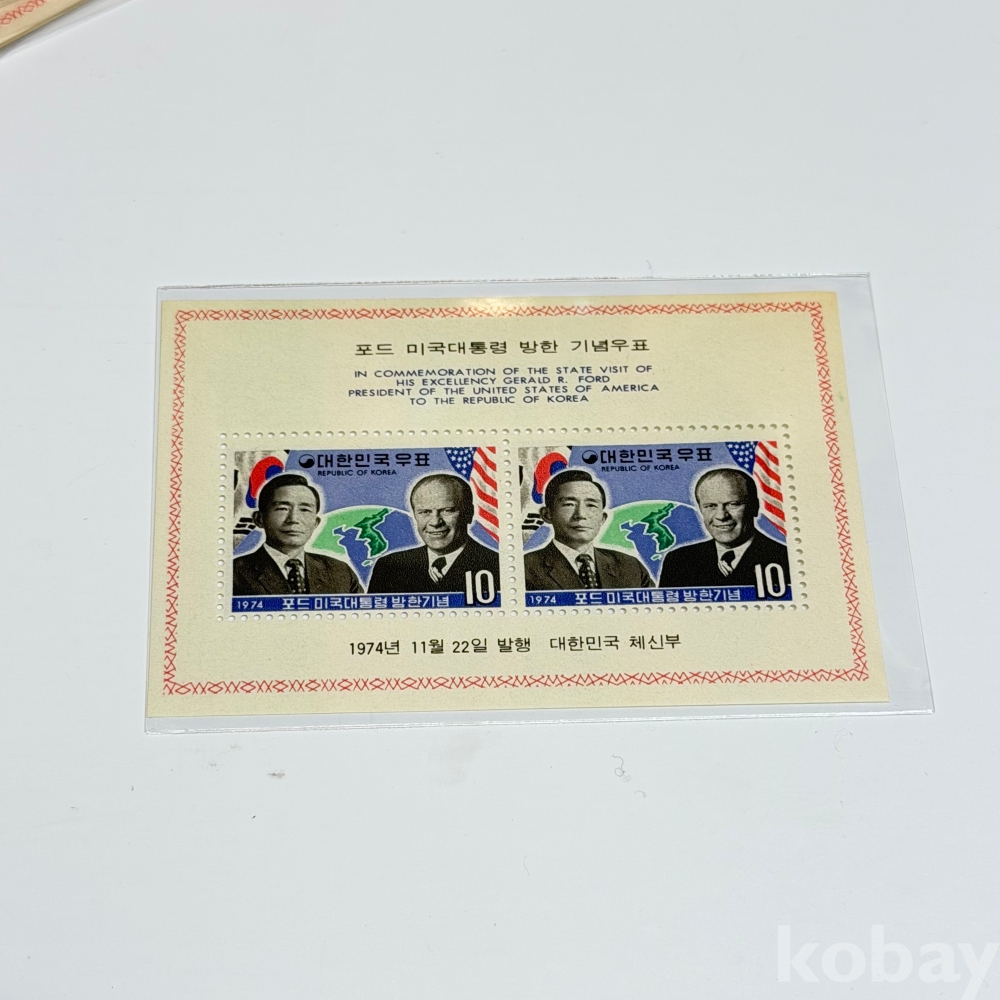 포드 미국대통령 방한 기념우표
IN COMMEMORATION OF THE STATE VISIT OF
HIS EXCELLENCY GERALD R. FORD
PRESIDENT OF THE UNITED STATES OF AMERICA
TO THE REPUBLIC OF KOREA
대한민국우표
REPUBLIC OF KOREA
1974 포드 미국대통령 방한기념 10
대한민국우표
REPUBLIC OF KOREA
1974 포드 미국대통령 방한기념 10
1974년 11월 22일 발행 대한민국 체신부
kobay